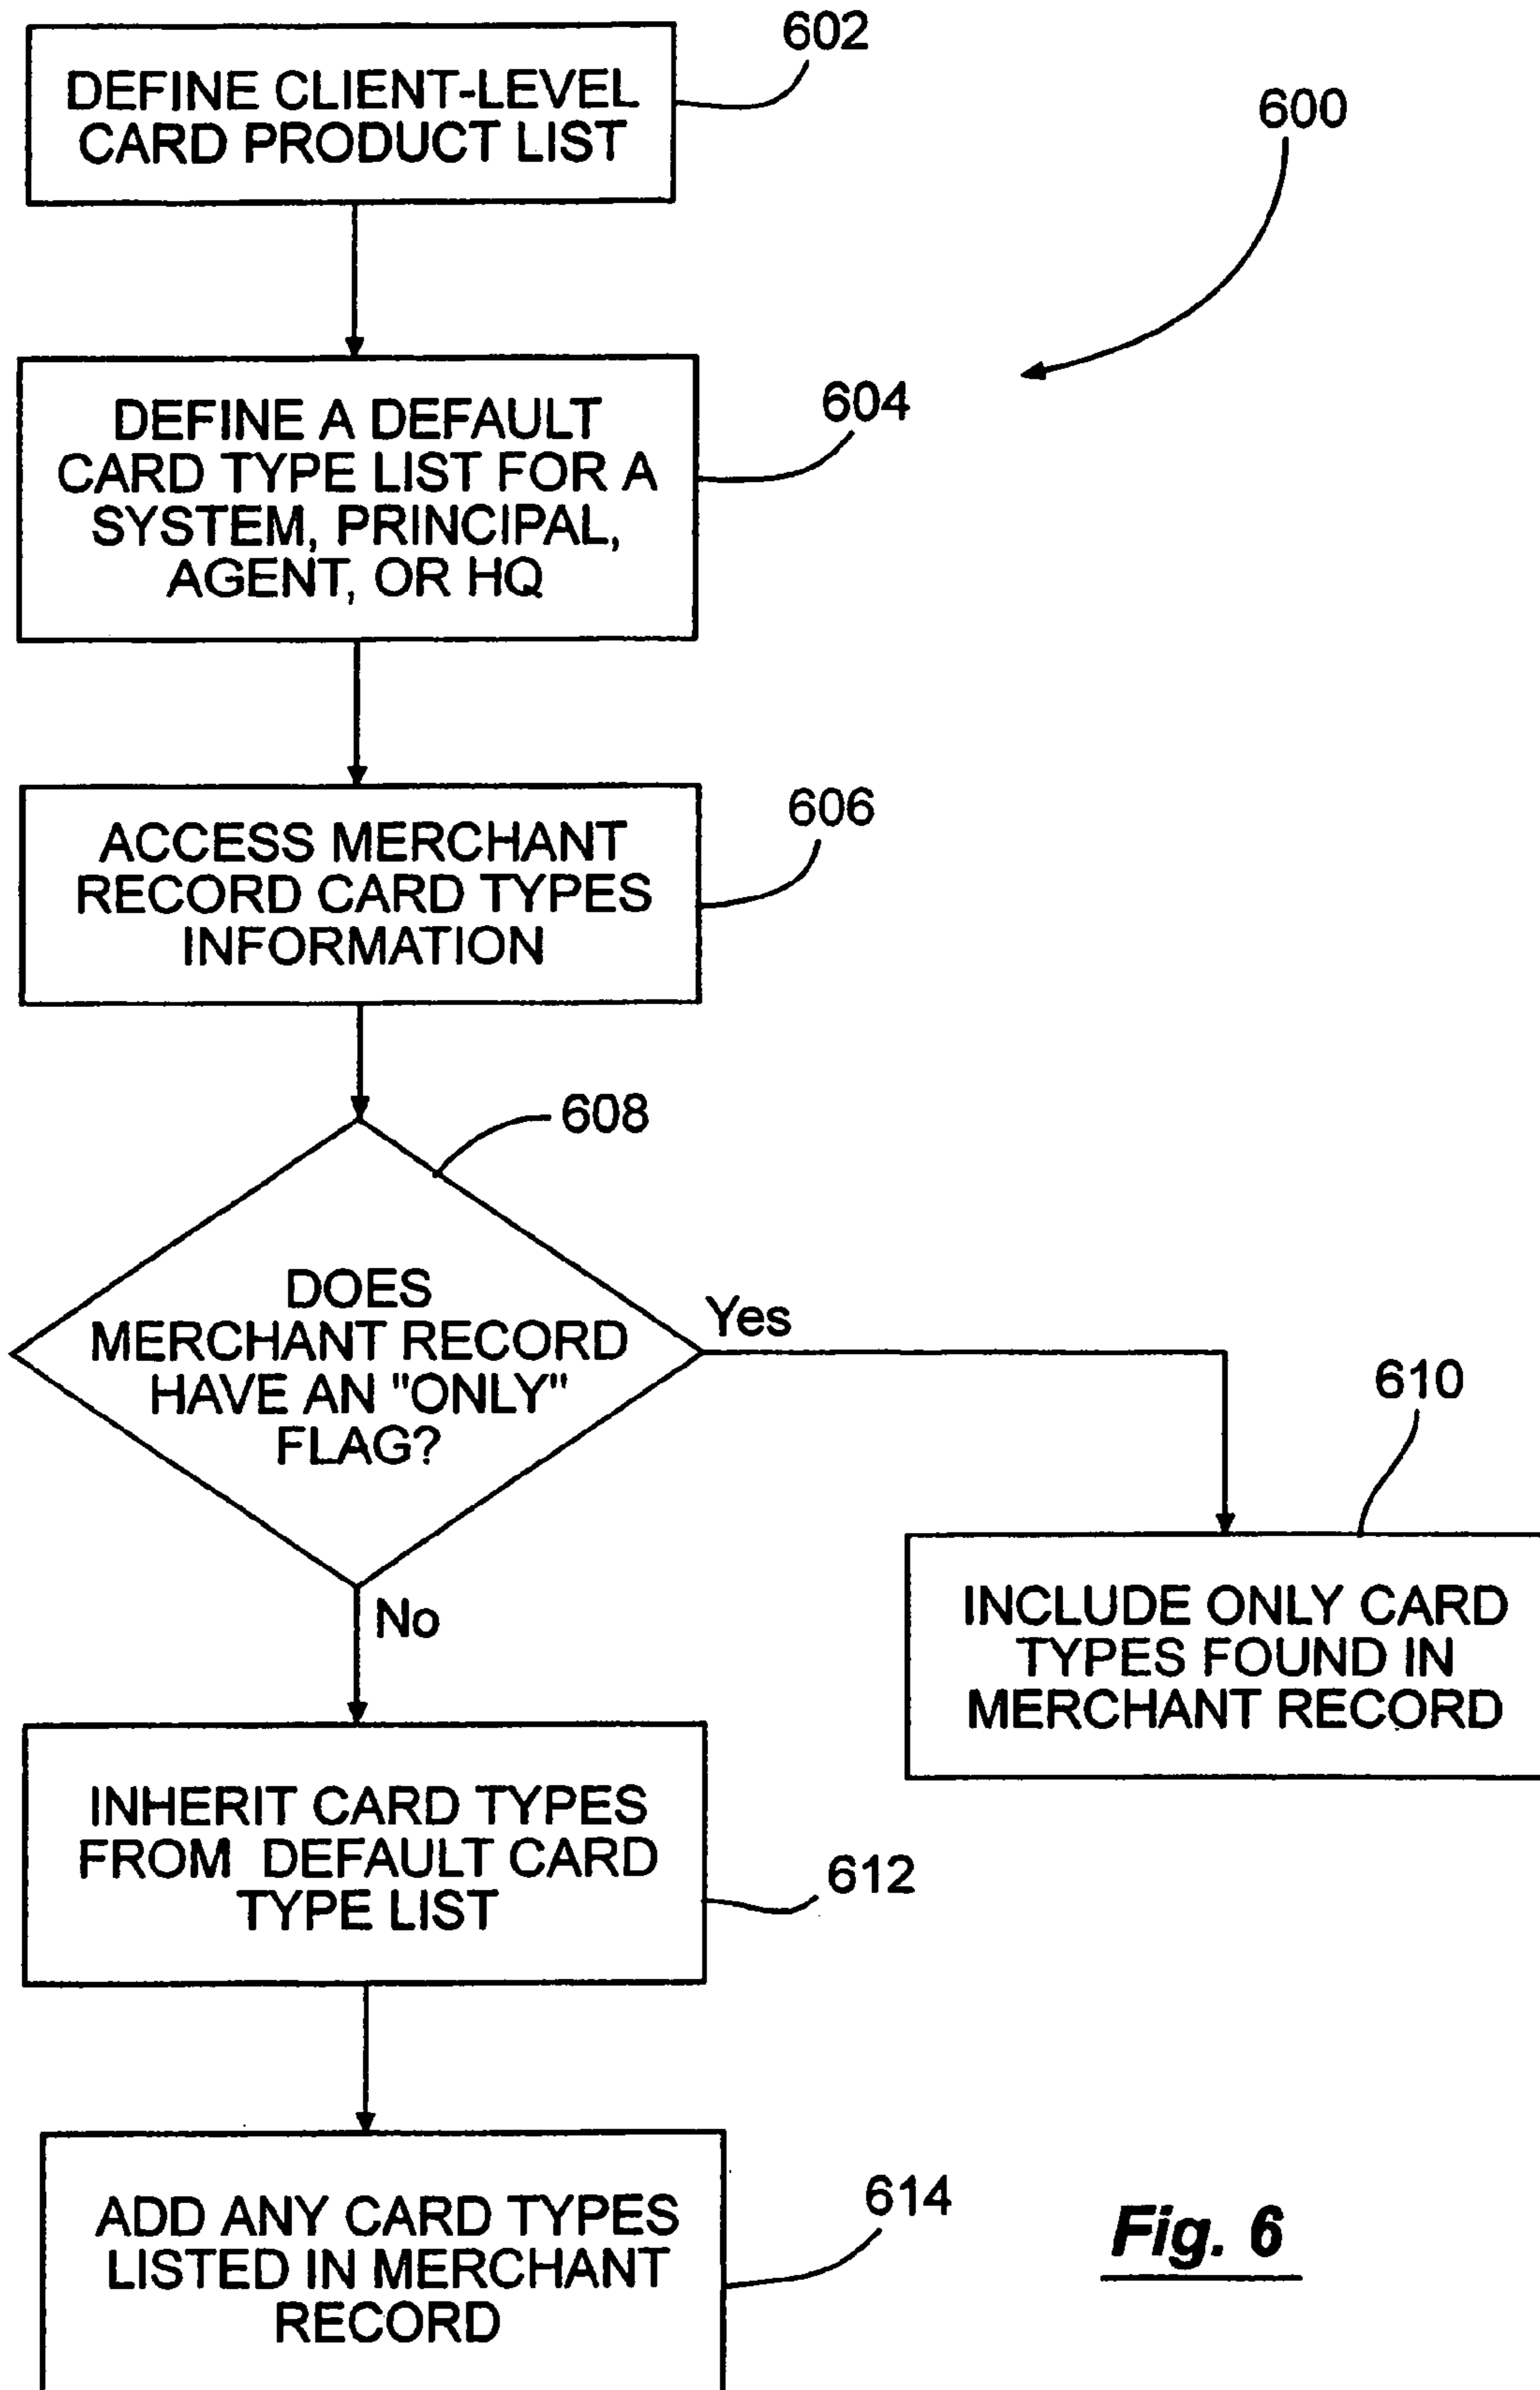 602
DEFINE CLIENT-LEVEL
CARD PRODUCT LIST
600
604
DEFINE A DEFAULT
CARD TYPE LIST FOR A
SYSTEM, PRINCIPAL,
AGENT, OR HQ
606
ACCESS MERCHANT
RECORD CARD TYPES
INFORMATION
608
DOES
MERCHANT RECORD
HAVE AN "ONLY"
FLAG?
Yes
610
INCLUDE ONLY CARD
TYPES FOUND IN
MERCHANT RECORD
No
INHERIT CARD TYPES
FROM DEFAULT CARD
TYPE LIST
612
ADD ANY CARD TYPES
LISTED IN MERCHANT
RECORD
614
Fig. 6